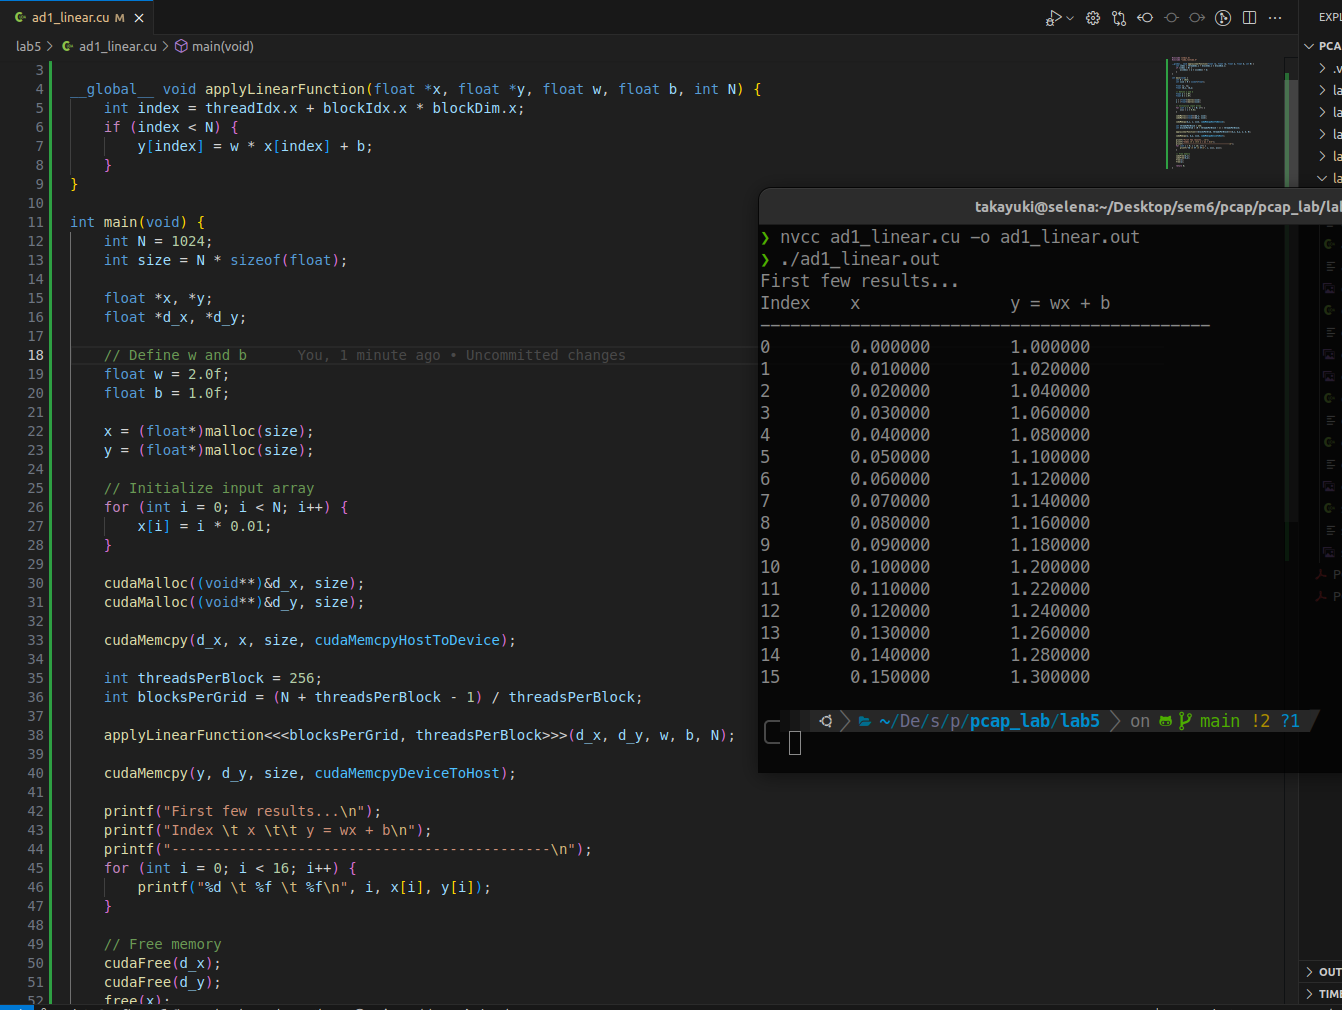 ad1_linear.cu M
EXPL
lab5 > ad1_linear.cu > main(void)
PCA
3
4 __global__ void applyLinearFunction(float *x, float *y, float w, float b, int N) {
5 int index = threadIdx.x + blockIdx.x * blockDim.x;
6 if (index < N) {
7 y[index] = w * x[index] + b;
8 }
9 }
10
11 int main(void) {
12 int N = 1024;
13 int size = N * sizeof(float);
14
15 float *x, *y;
16 float *d_x, *d_y;
17
18 // Define w and b You, 1 minute ago • Uncommitted changes
19 float w = 2.0f;
20 float b = 1.0f;
21
22 x = (float*)malloc(size);
23 y = (float*)malloc(size);
24
25 // Initialize input array
26 for (int i = 0; i < N; i++) {
27 x[i] = i * 0.01;
28 }
29
30 cudaMalloc((void**)&d_x, size);
31 cudaMalloc((void**)&d_y, size);
32
33 cudaMemcpy(d_x, x, size, cudaMemcpyHostToDevice);
34
35 int threadsPerBlock = 256;
36 int blocksPerGrid = (N + threadsPerBlock - 1) / threadsPerBlock;
37
38 applyLinearFunction<<<blocksPerGrid, threadsPerBlock>>>(d_x, d_y, w, b, N);
39
40 cudaMemcpy(y, d_y, size, cudaMemcpyDeviceToHost);
41
42 printf("First few results...\n");
43 printf("Index \t x \t\t y = wx + b\n");
44 printf("---------------------------------------------\n");
45 for (int i = 0; i < 16; i++) {
46 printf("%d \t %f \t %f\n", i, x[i], y[i]);
47 }
48
49 // Free memory
50 cudaFree(d_x);
51 cudaFree(d_y);
52 free(x);
takayuki@selena:~/Desktop/sem6/pcap/pcap_lab/lal
❯ nvcc ad1_linear.cu -o ad1_linear.out
❯ ./ad1_linear.out
First few results...
Index x y = wx + b
---------------------------------------------
0 0.000000 1.000000
1 0.010000 1.020000
2 0.020000 1.040000
3 0.030000 1.060000
4 0.040000 1.080000
5 0.050000 1.100000
6 0.060000 1.120000
7 0.070000 1.140000
8 0.080000 1.160000
9 0.090000 1.180000
10 0.100000 1.200000
11 0.110000 1.220000
12 0.120000 1.240000
13 0.130000 1.260000
14 0.140000 1.280000
15 0.150000 1.300000
~/De/s/p/pcap_lab/lab5 on main !2 ?1
OUT
TIME